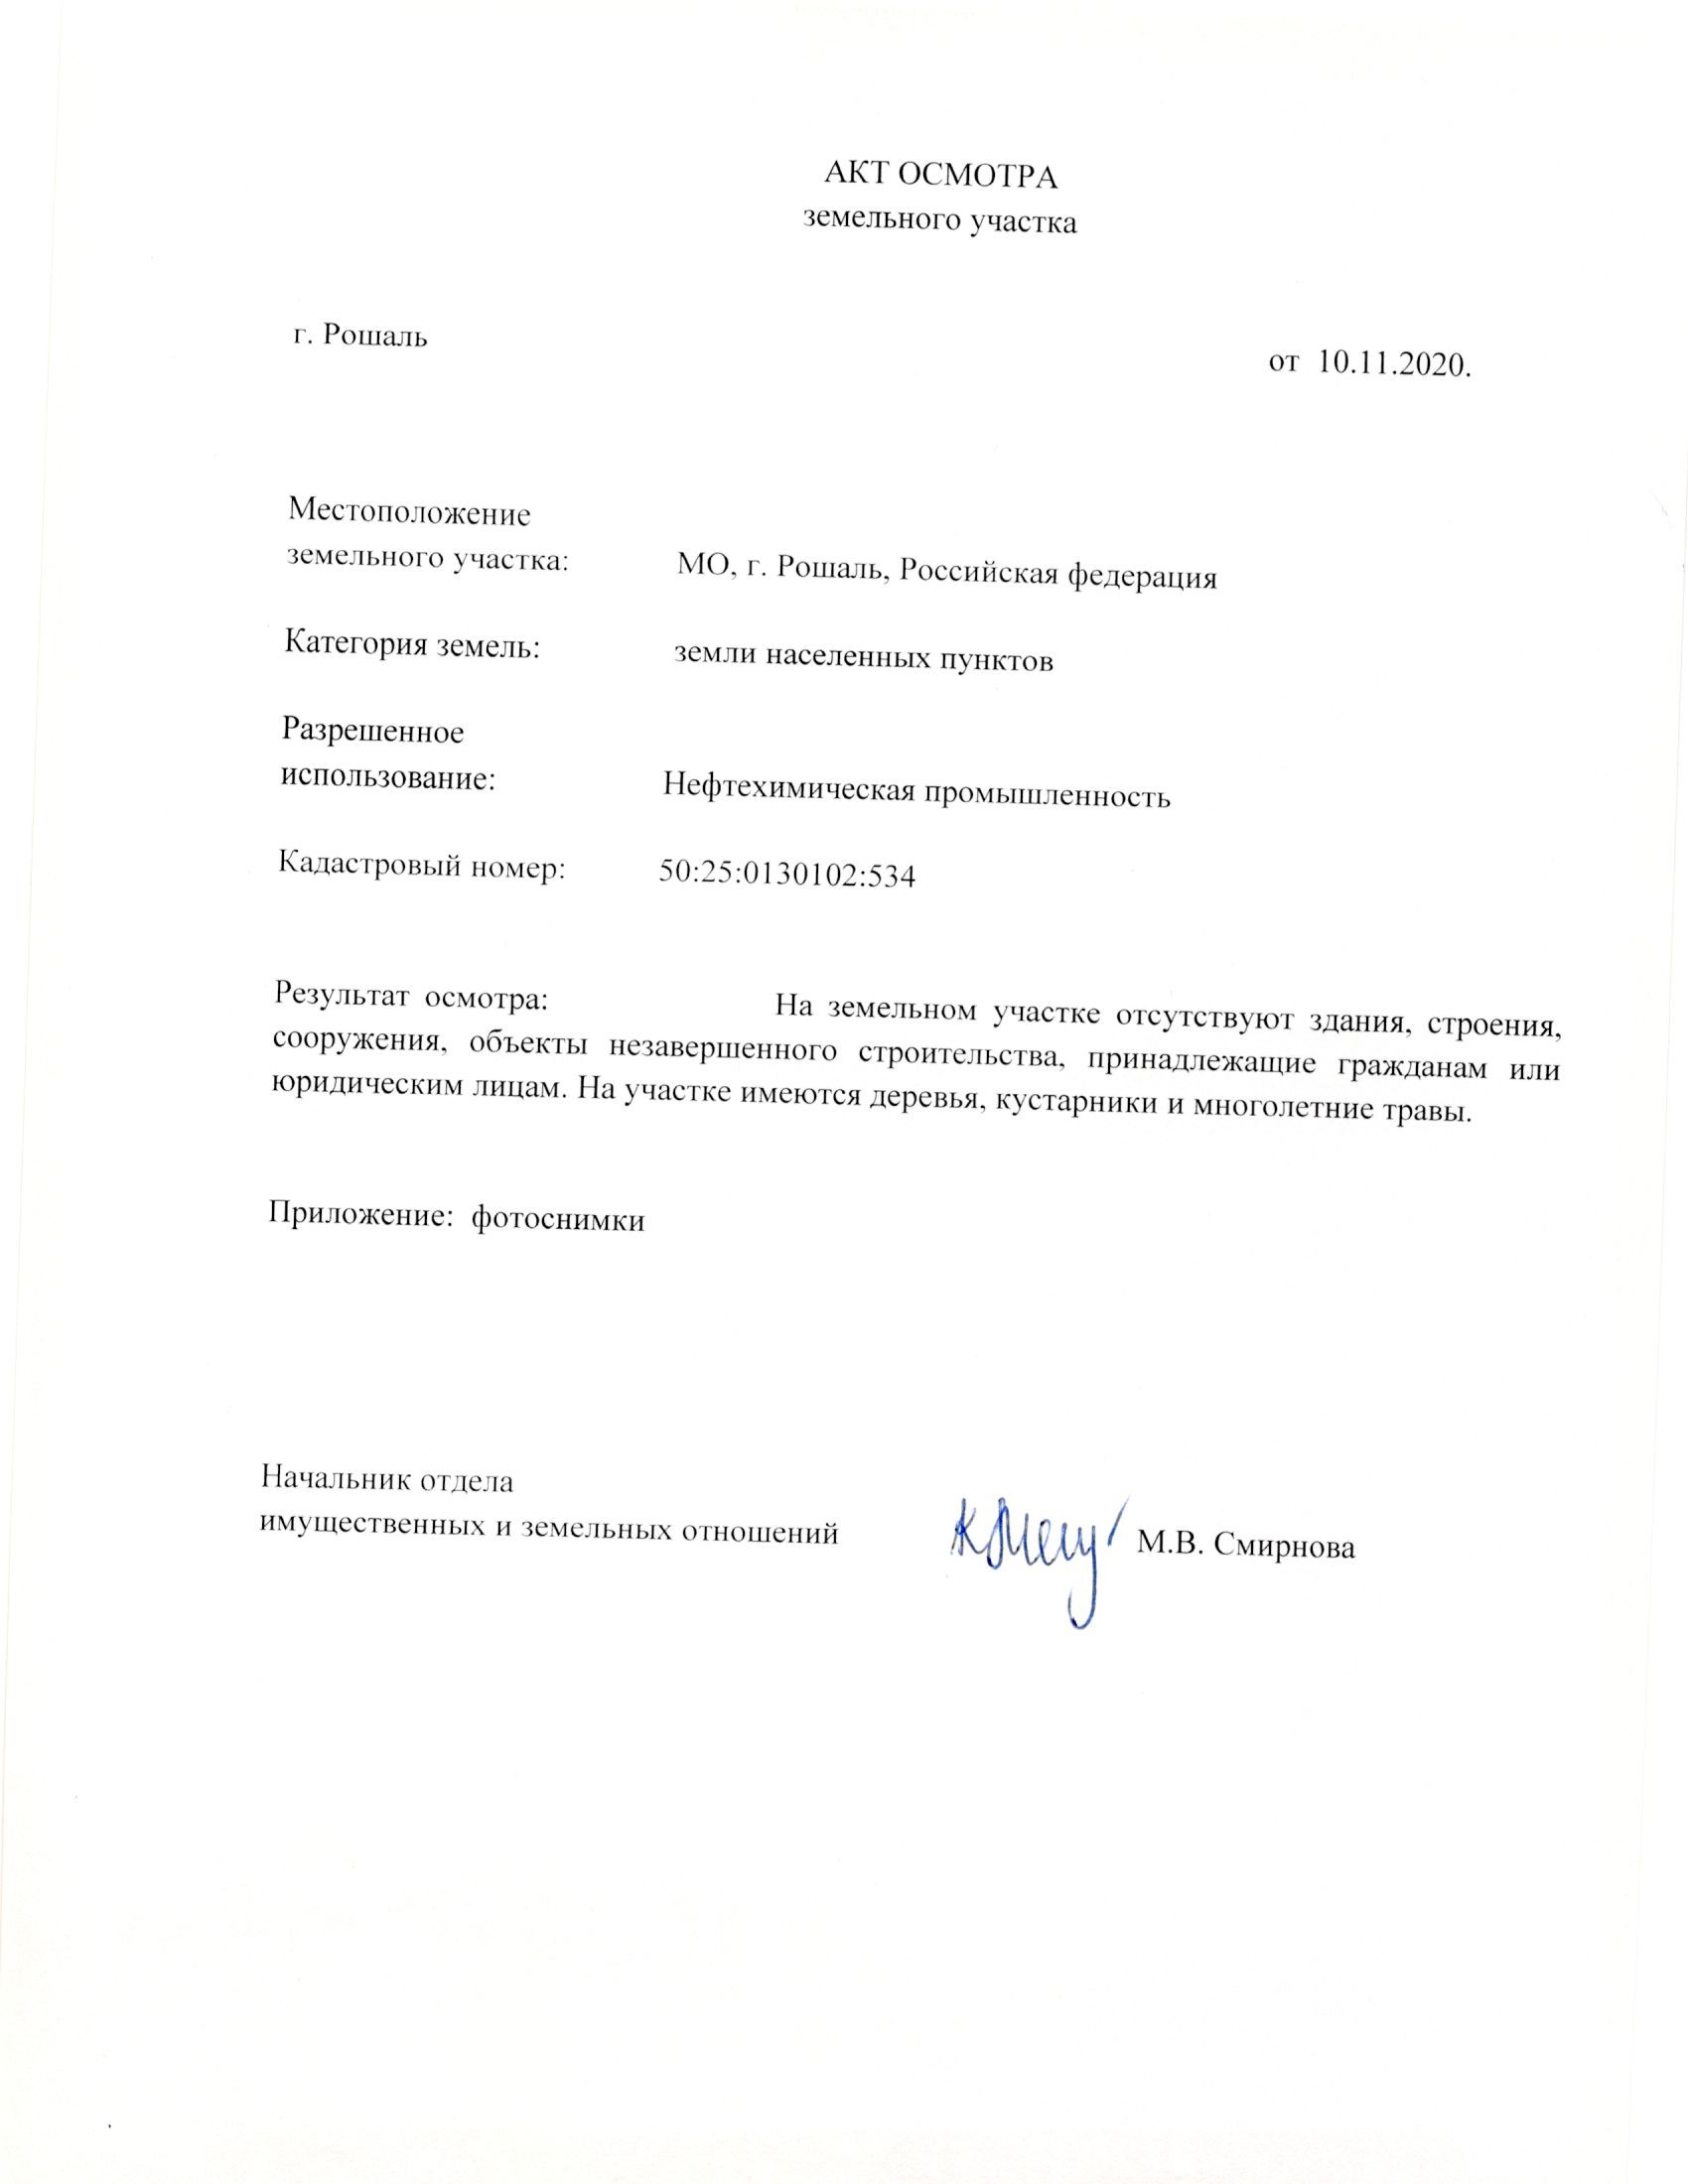 АКТ ОСМОТРА
земельного участка
г. Рошаль
от 10.11.2020.
Местоположение
земельного участка: МО, г. Рошаль, Российская федерация
Категория земель: земли населенных пунктов
Разрешенное
использование: Нефтехимическая промышленность
Кадастровый номер: 50:25:0130102:534
Результат осмотра: На земельном участке отсутствуют здания, строения,
сооружения, объекты незавершенного строительства, принадлежащие гражданам или
юридическим лицам. На участке имеются деревья, кустарники и многолетние травы.
Приложение: фотоснимки
Начальник отдела
имущественных и земельных отношений М.В. Смирнова